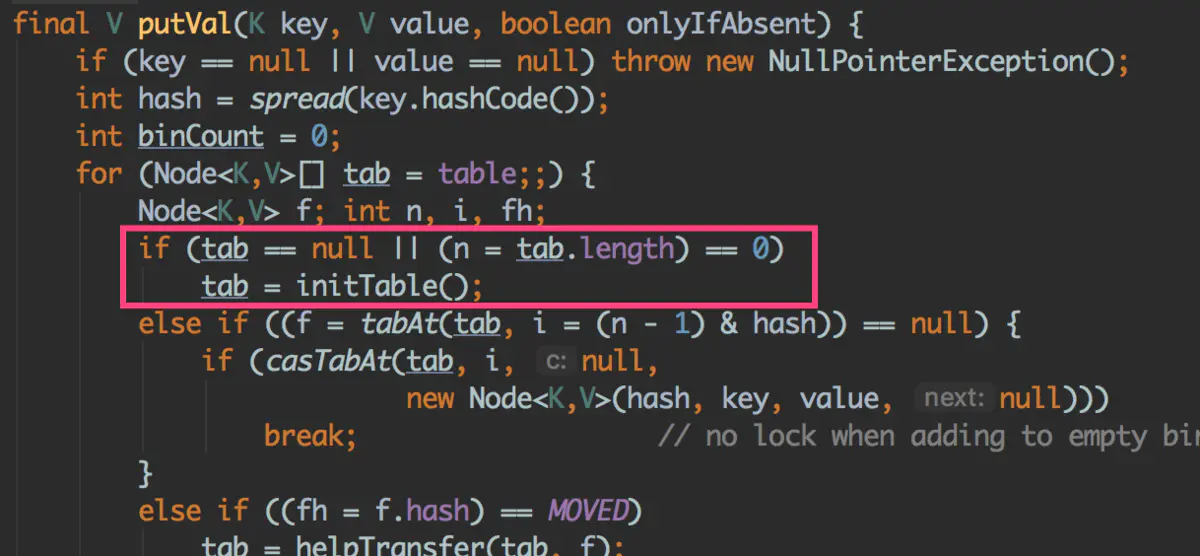 final V putVal(K key, V value, boolean onlyIfAbsent) {
if (key == null || value == null) throw new NullPointerException();
int hash = spread(key.hashCode());
int binCount = 0;
for (Node<K,V>[] tab = table;;) {
Node<K,V> f; int n, i, fh;
if (tab == null || (n = tab.length) == 0)
tab = initTable();
else if ((f = tabAt(tab, i = (n - 1) & hash)) == null) {
if (casTabAt(tab, i, c: null,
new Node<K,V>(hash, key, value, next: null)))
break; // no lock when adding to empty bin
}
else if ((fh = f.hash) == MOVED)
tab = helpTransfer(tab, f);